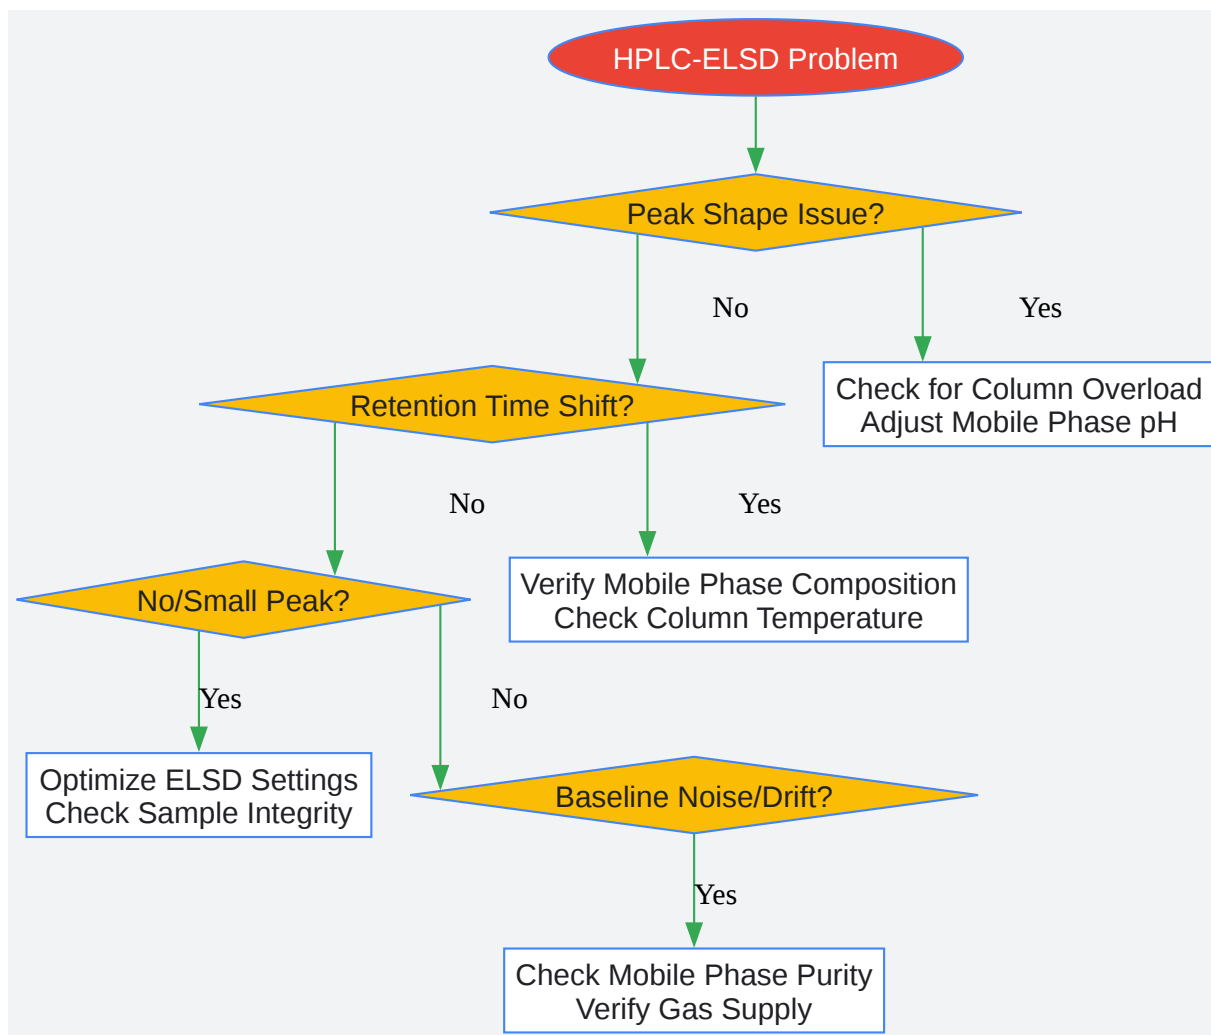 HPLC-ELSD Problem
Peak Shape Issue?
No
Yes
Check for Column Overload
Adjust Mobile Phase pH
Retention Time Shift?
No
Yes
Verify Mobile Phase Composition
Check Column Temperature
No/Small Peak?
Yes
No
Optimize ELSD Settings
Check Sample Integrity
Baseline Noise/Drift?
Yes
Check Mobile Phase Purity
Verify Gas Supply